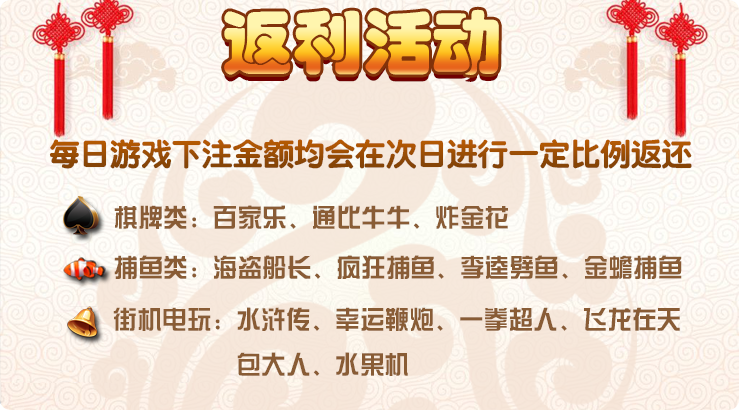 返利活动
每日游戏下注金额均会在次日进行一定比例返还
棋牌类：百家乐、通比牛牛、炸金花
捕鱼类：海盗船长、疯狂捕鱼、李逵劈鱼、金蟾捕鱼
街机电玩：水浒传、幸运鞭炮、一拳超人、飞龙在天
包大人、水果机